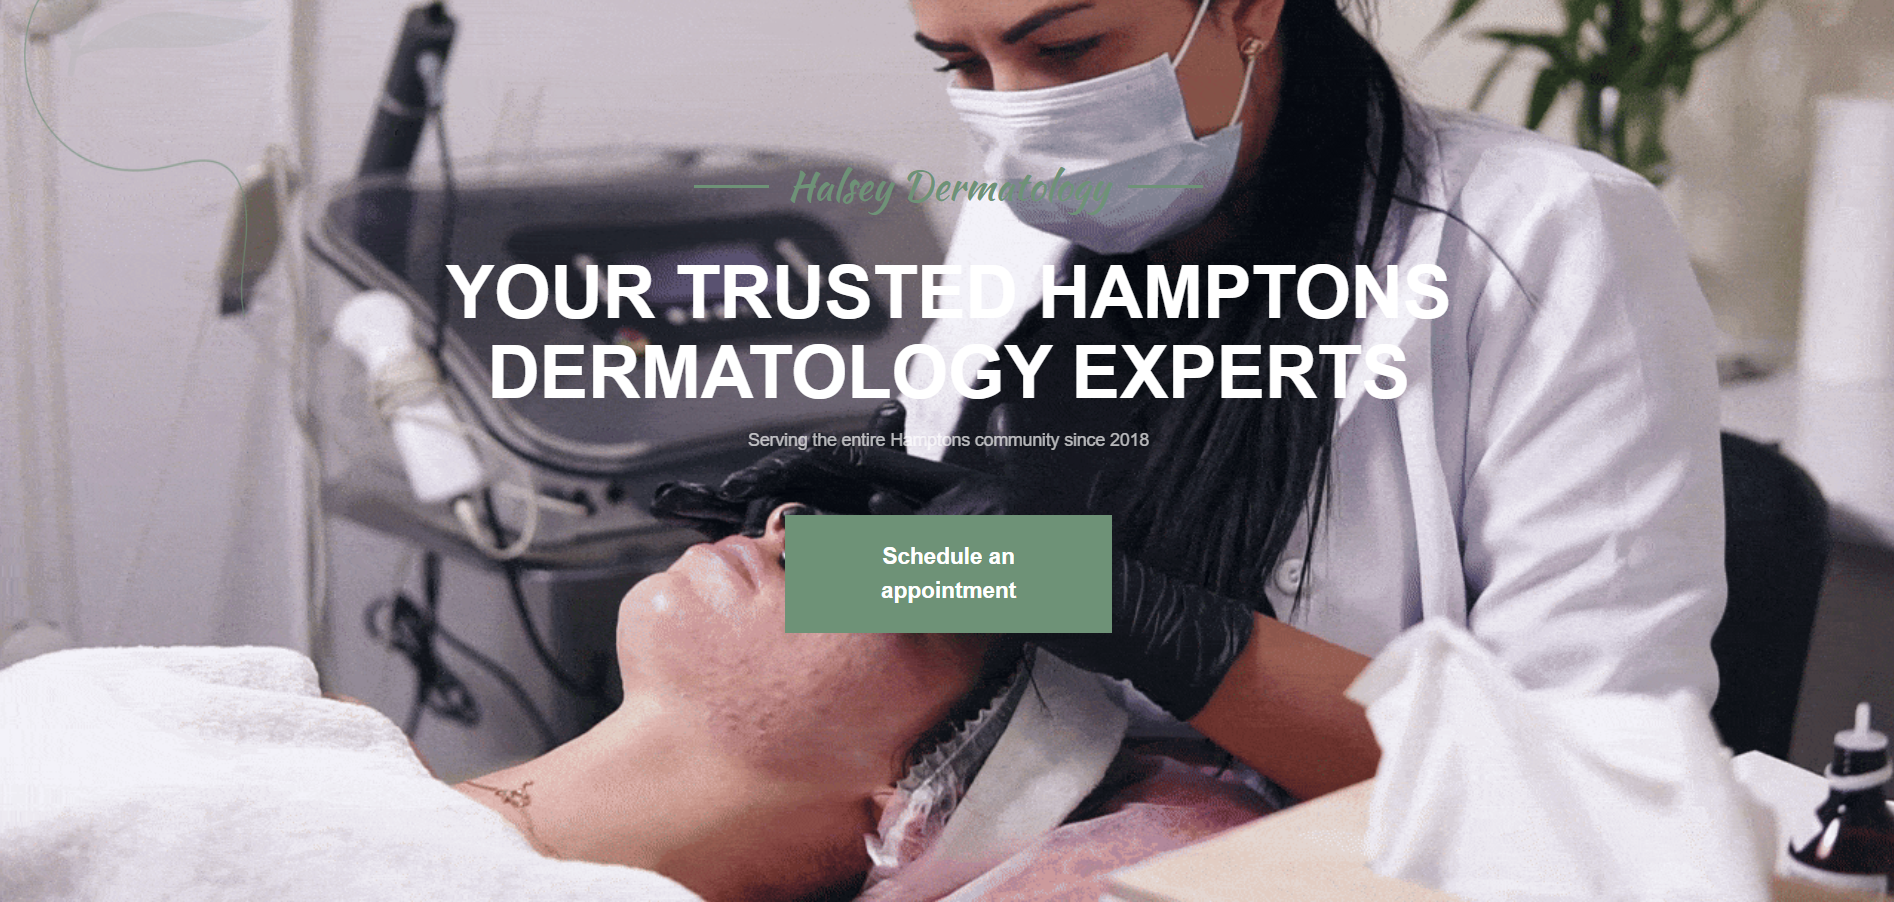 Halsey Dermatology
YOUR TRUSTED HAMPTONS
DERMATOLOGY EXPERTS
Serving the entire Hamptons community since 2018
Schedule an
appointment